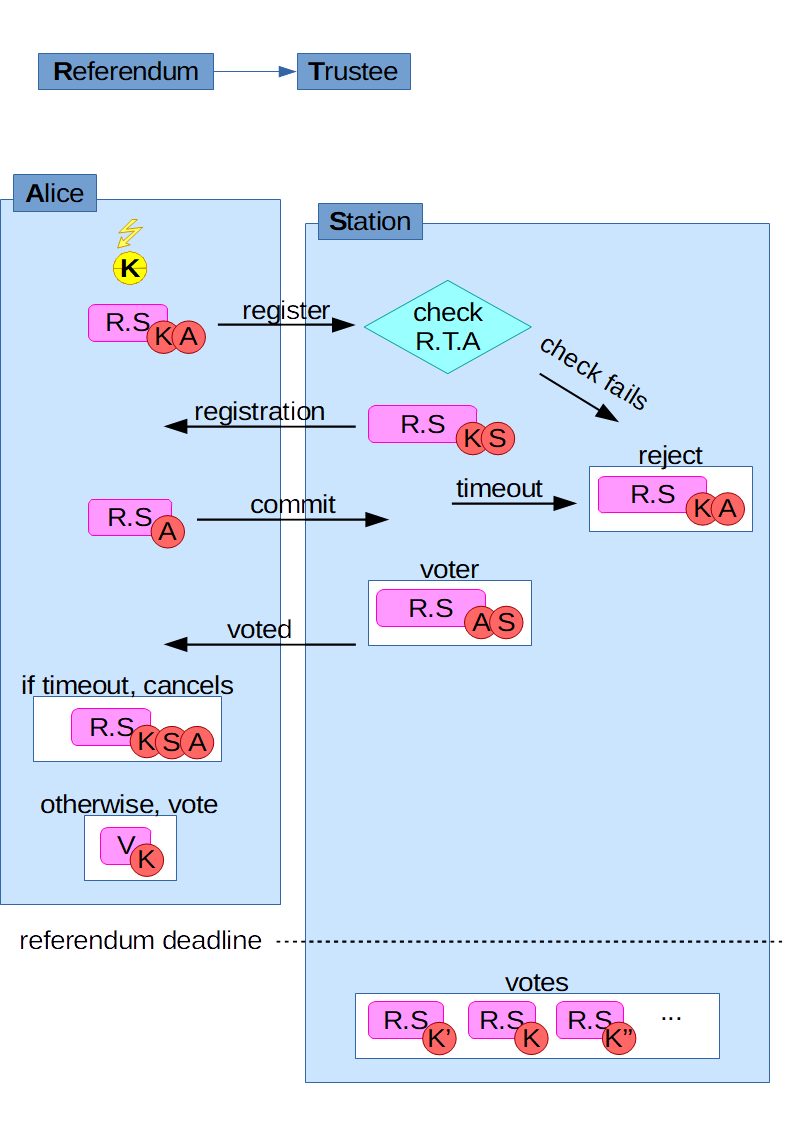 Referendum
Trustee
Alice
Station
K
R.S K A
register
check
R.T.A
check fails
registration
R.S K S
reject
R.S K A
timeout
R.S A
commit
voter
R.S A S
voted
if timeout, cancels
R.S K S A
otherwise, vote
V K
referendum deadline
votes
R.S K’ R.S K R.S K” ...